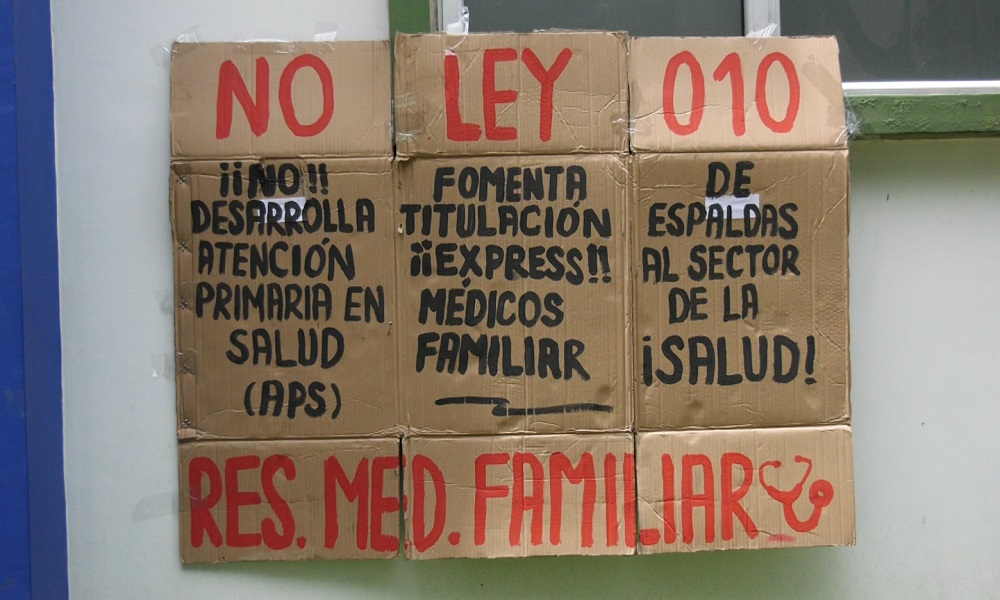 NO LEY 010
¡¡NO!!
DESARROLLA
ATENCIÓN
PRIMARIA EN
SALUD
(APS)
FOMENTA
TITULACIÓN
¡¡EXPRESS!!
MÉDICOS
FAMILIAR
DE
ESPALDAS
AL SECTOR
DE LA
¡SALUD!
RES. MED. FAMILIAR